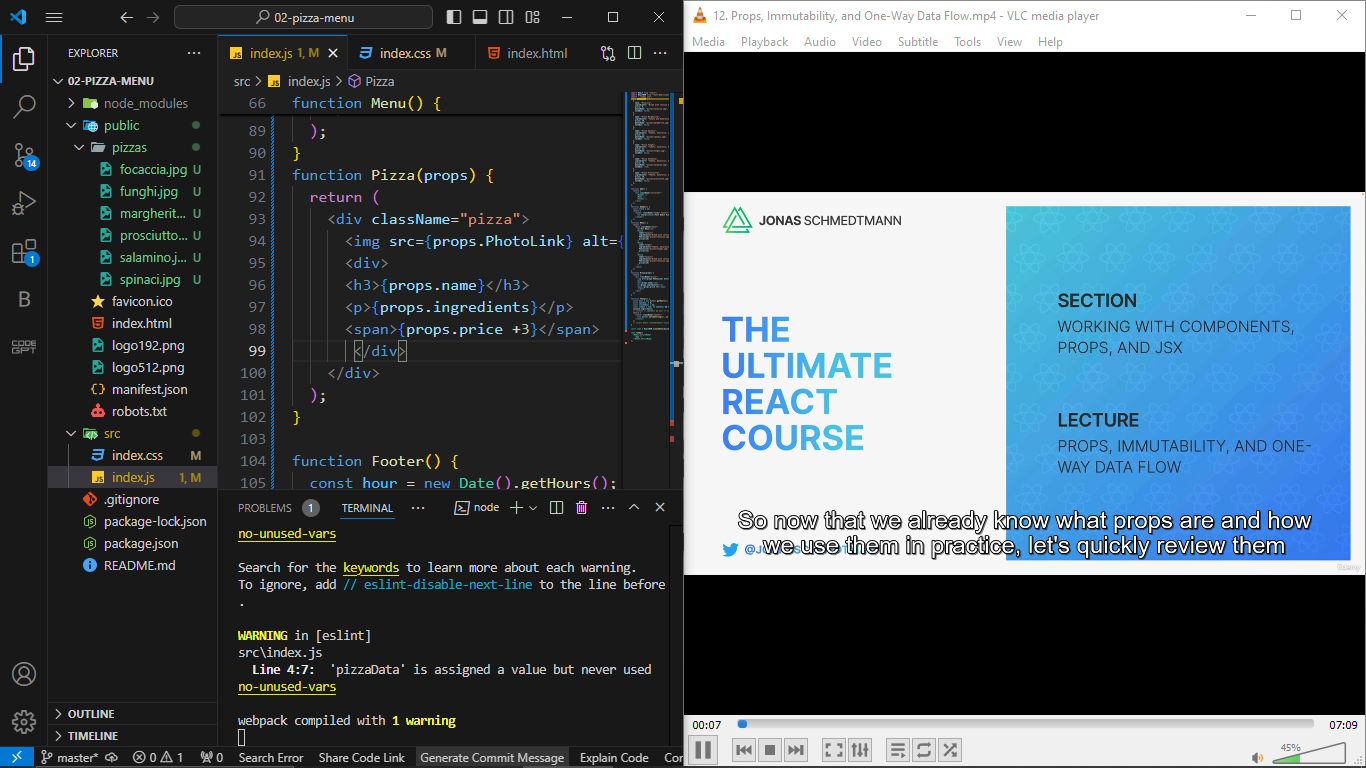 02-pizza-menu
EXPLORER
02-PIZZA-MENU
node_modules
public
pizzas
focaccia.jpg U
funghi.jpg U
margherit... U
prosciutto... U
salamino.j... U
spinaci.jpg U
favicon.ico
index.html
logo192.png
logo512.png
manifest.json
robots.txt
src
index.css M
index.js 1, M
.gitignore
package-lock.json
package.json
README.md
OUTLINE
TIMELINE
14
1
B
CODE
GPT
index.js 1, M
index.css M
index.html
src > index.js > Pizza
66 function Menu() {
89 );
90 }
91 function Pizza(props) {
92 return (
93 <div className="pizza">
94 <img src={props.PhotoLink} alt={
95 <div>
96 <h3>{props.name}</h3>
97 <p>{props.ingredients}</p>
98 <span>{props.price +3}</span>
99 </div>
100 </div>
101 );
102 }
103
104 function Footer() {
105 const hour = new Date().getHours();
PROBLEMS 1 TERMINAL
node
no-unused-vars
Search for the keywords to learn more about each warning.
To ignore, add // eslint-disable-next-line to the line before
.
WARNING in [eslint]
src\index.js
Line 4:7: 'pizzaData' is assigned a value but never used
no-unused-vars
webpack compiled with 1 warning
master* 0 1 0 Search Error Share Code Link Generate Commit Message Explain Code
12. Props, Immutability, and One-Way Data Flow.mp4 - VLC media player
Media Playback Audio Video Subtitle Tools View Help
JONAS SCHMEDTMANN
THE
ULTIMATE
REACT
COURSE
SECTION
WORKING WITH COMPONENTS,
PROPS, AND JSX
LECTURE
PROPS, IMMUTABILITY, AND ONE-
WAY DATA FLOW
So now that we already know what props are and how
we use them in practice, let's quickly review them
Udemy
00:07
07:09
45%